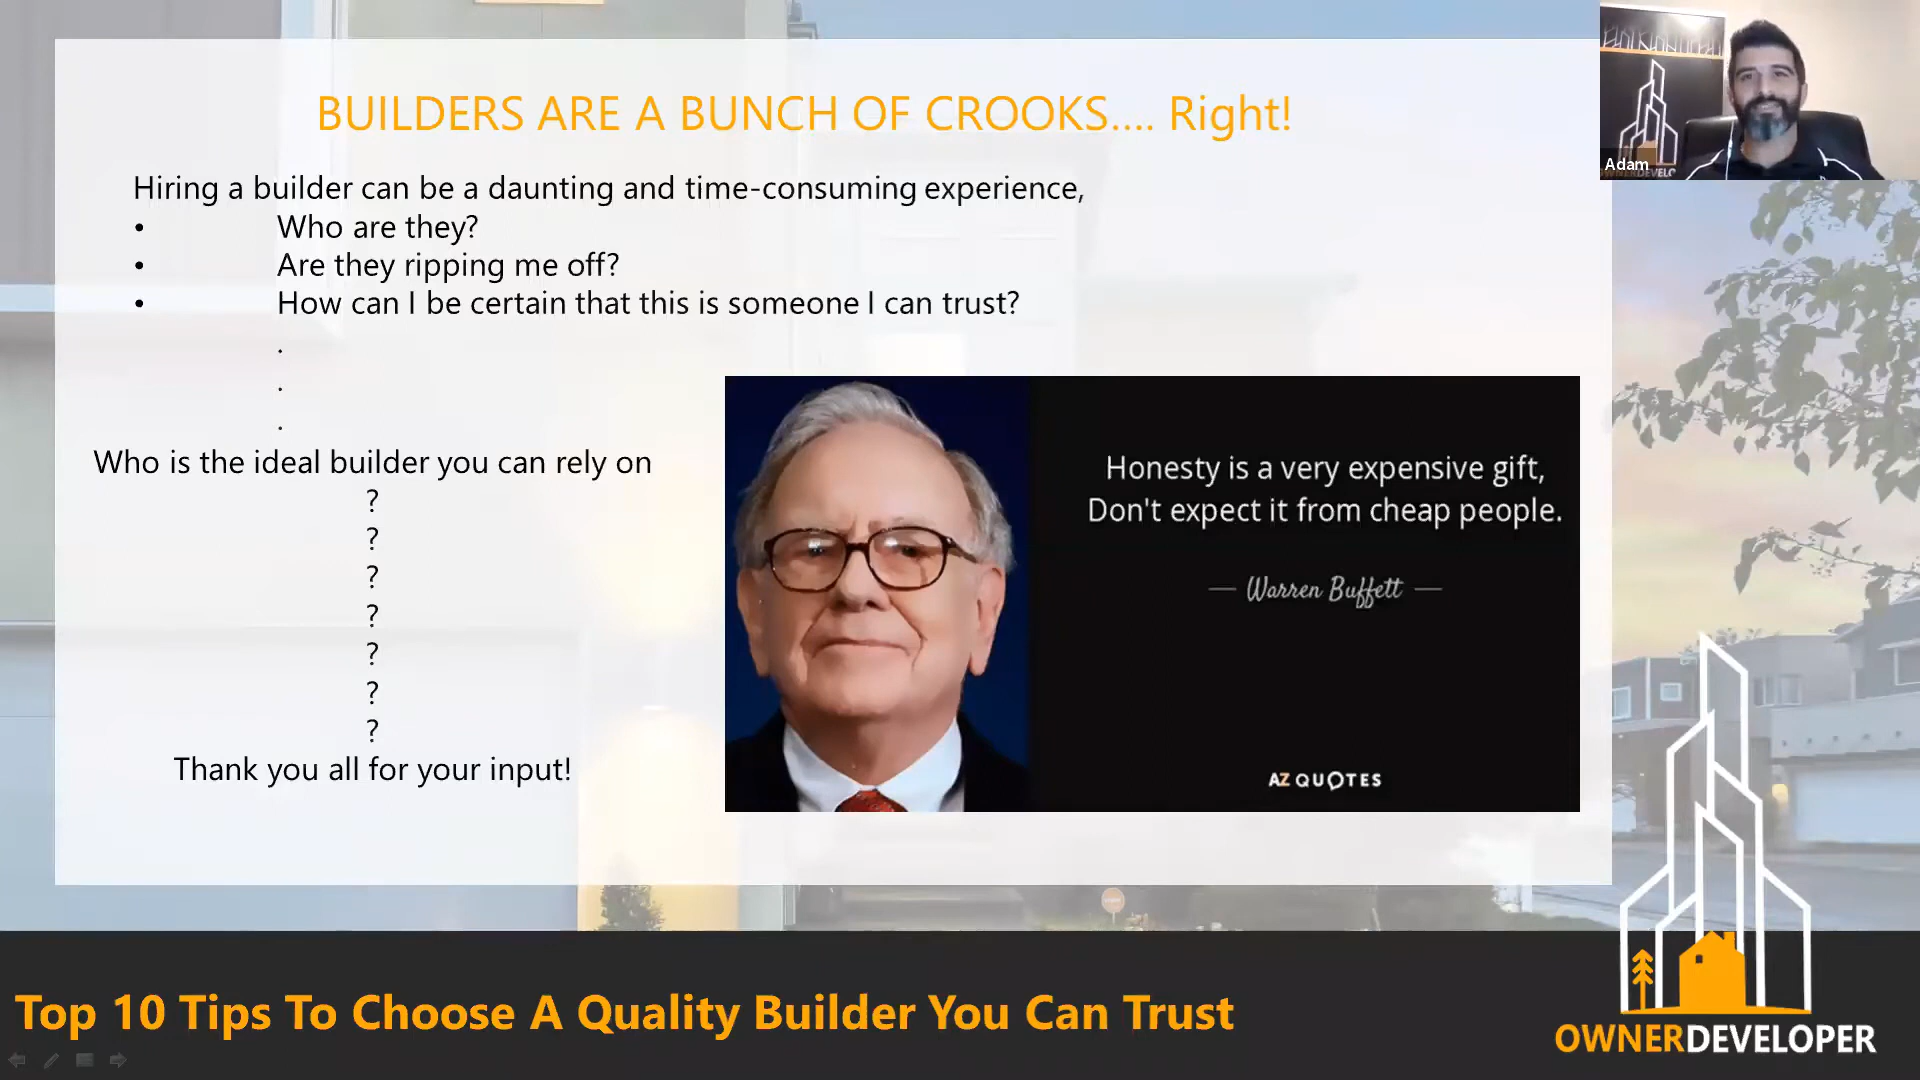 BUILDERS ARE A BUNCH OF CROOKS.... Right!
Hiring a builder can be a daunting and time-consuming experience,
• Who are they?
• Are they ripping me off?
• How can I be certain that this is someone I can trust?
.
.
.
Who is the ideal builder you can rely on
?
?
?
?
?
?
?
Thank you all for your input!
Honesty is a very expensive gift,
Don't expect it from cheap people.
— Warren Buffett —
AZ QUOTES
Adam
OWNERDEVELO
Top 10 Tips To Choose A Quality Builder You Can Trust
OWNERDEVELOPER